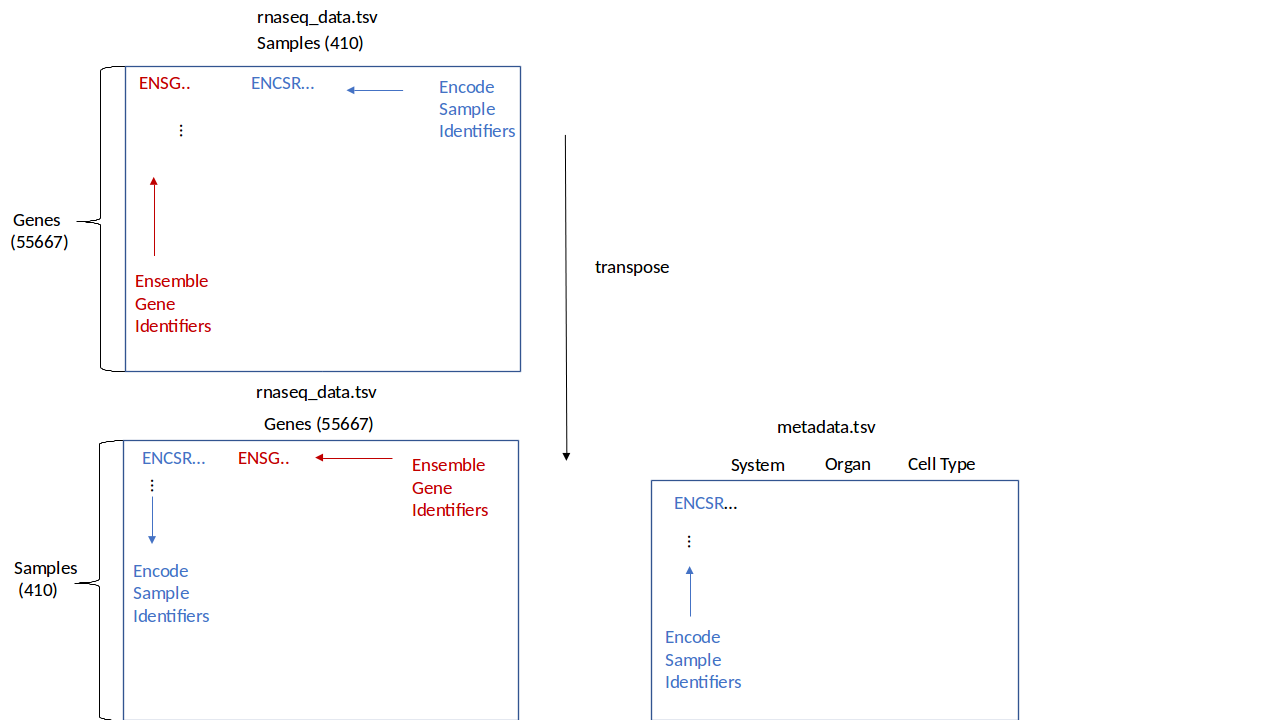 rnaseq_data.tsv
Samples (410)
ENSG..
ENCSR…
Encode
Sample
Identifiers
⋮
Genes
(55667)
Ensemble
Gene
Identifiers
transpose
rnaseq_data.tsv
Genes (55667)
ENCSR…
ENSG..
Ensemble
Gene
Identifiers
⋮
Samples
(410)
Encode
Sample
Identifiers
metadata.tsv
System Organ Cell Type
ENCSR…
⋮
Encode
Sample
Identifiers